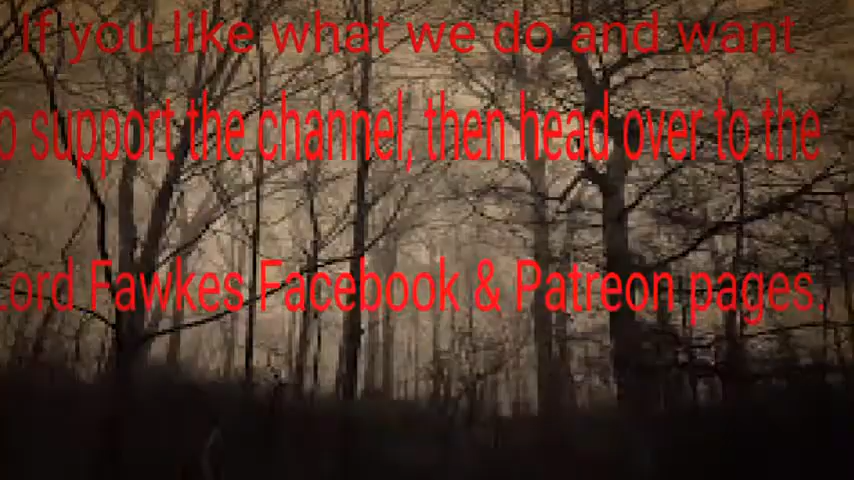 If you like what we do and want
o support the channel, then head over to the
Lord Fawkes Facebook & Patreon pages.